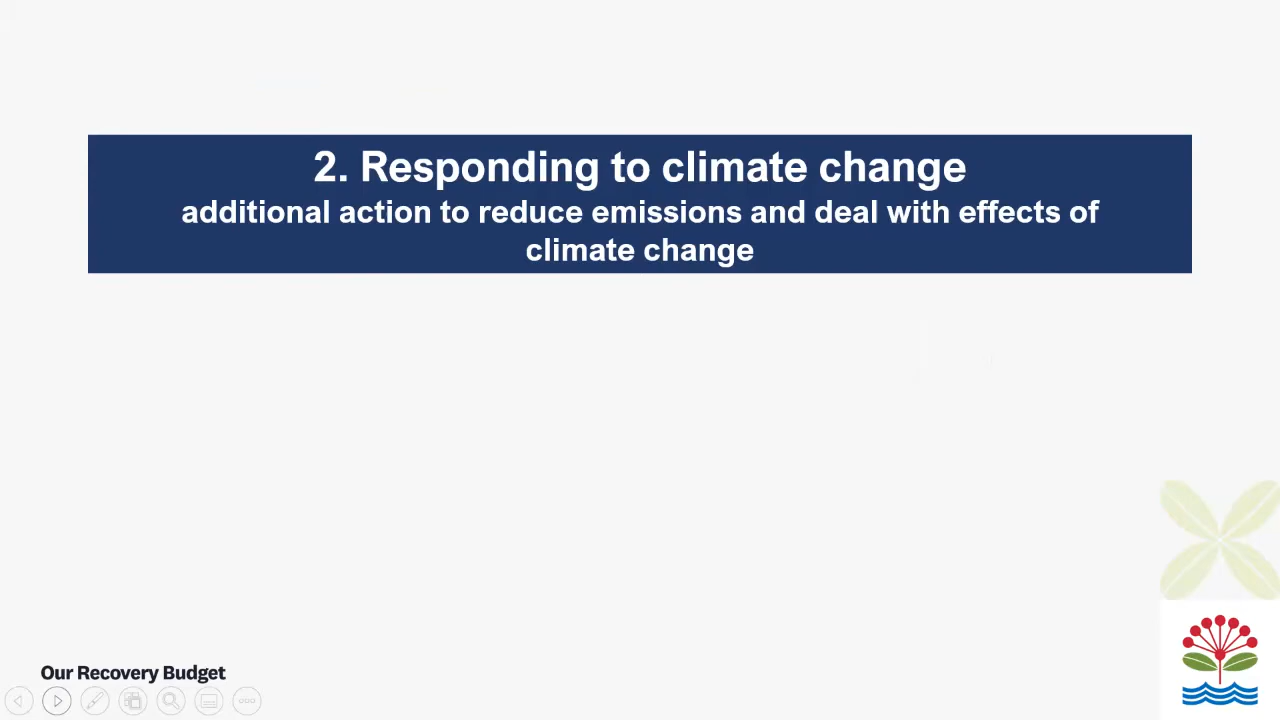 2. Responding to climate change
additional action to reduce emissions and deal with effects of
climate change
Our Recovery Budget